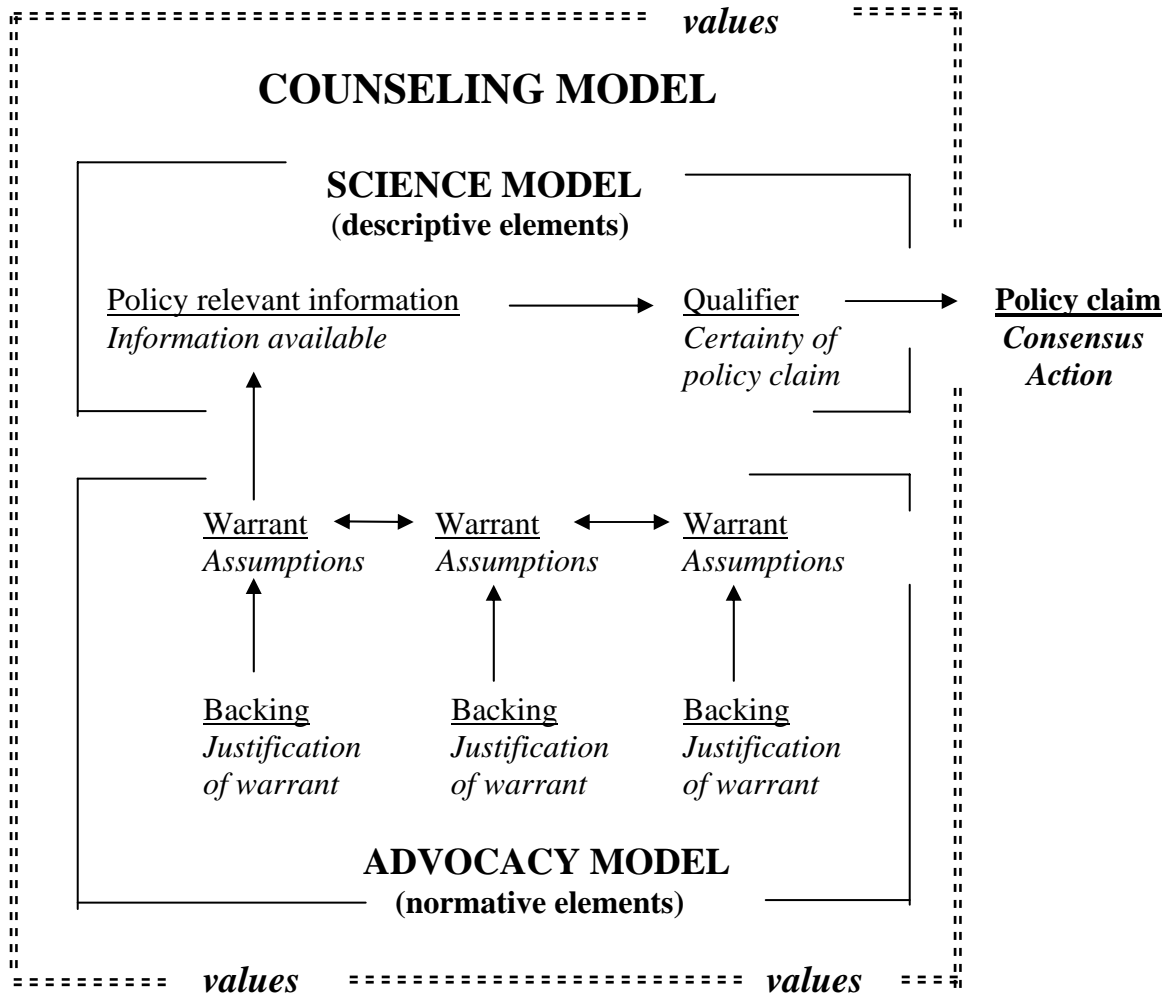 values
COUNSELING MODEL
SCIENCE MODEL
(descriptive elements)
Policy relevant information
Information available
Qualifier
Certainty of
policy claim
Policy claim
Consensus
Action
Warrant
Assumptions
Warrant
Assumptions
Warrant
Assumptions
Backing
Justification
of warrant
Backing
Justification
of warrant
Backing
Justification
of warrant
ADVOCACY MODEL
(normative elements)
values
values